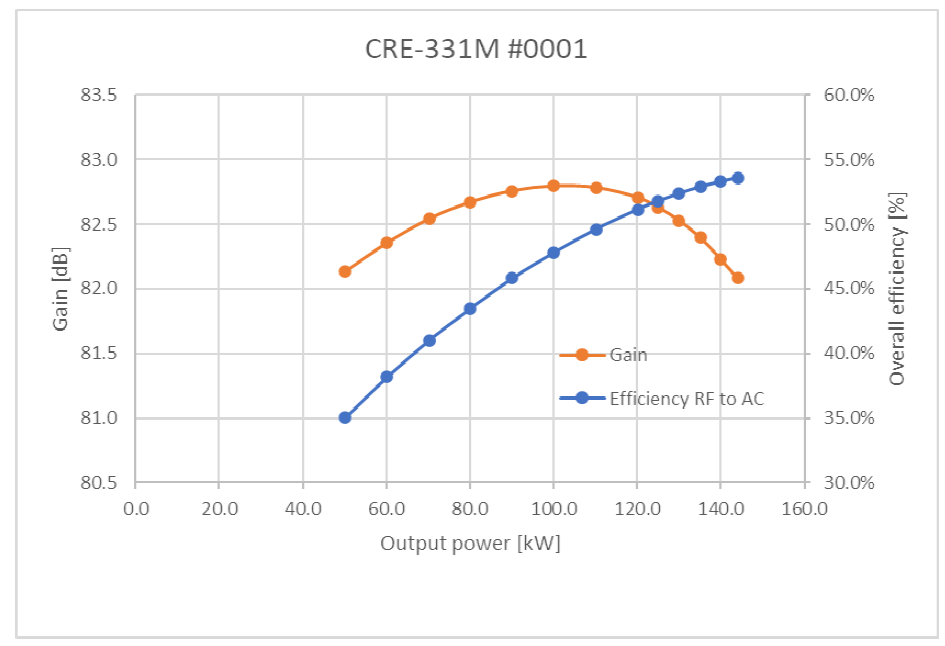 CRE-331M #0001
83.5
83.0
82.5
82.0
81.5
81.0
80.5
Gain [dB]
60.0%
55.0%
50.0%
45.0%
40.0%
35.0%
30.0%
Overall efficiency [%]
Gain
Efficiency RF to AC
0.0 20.0 40.0 60.0 80.0 100.0 120.0 140.0 160.0
Output power [kW]